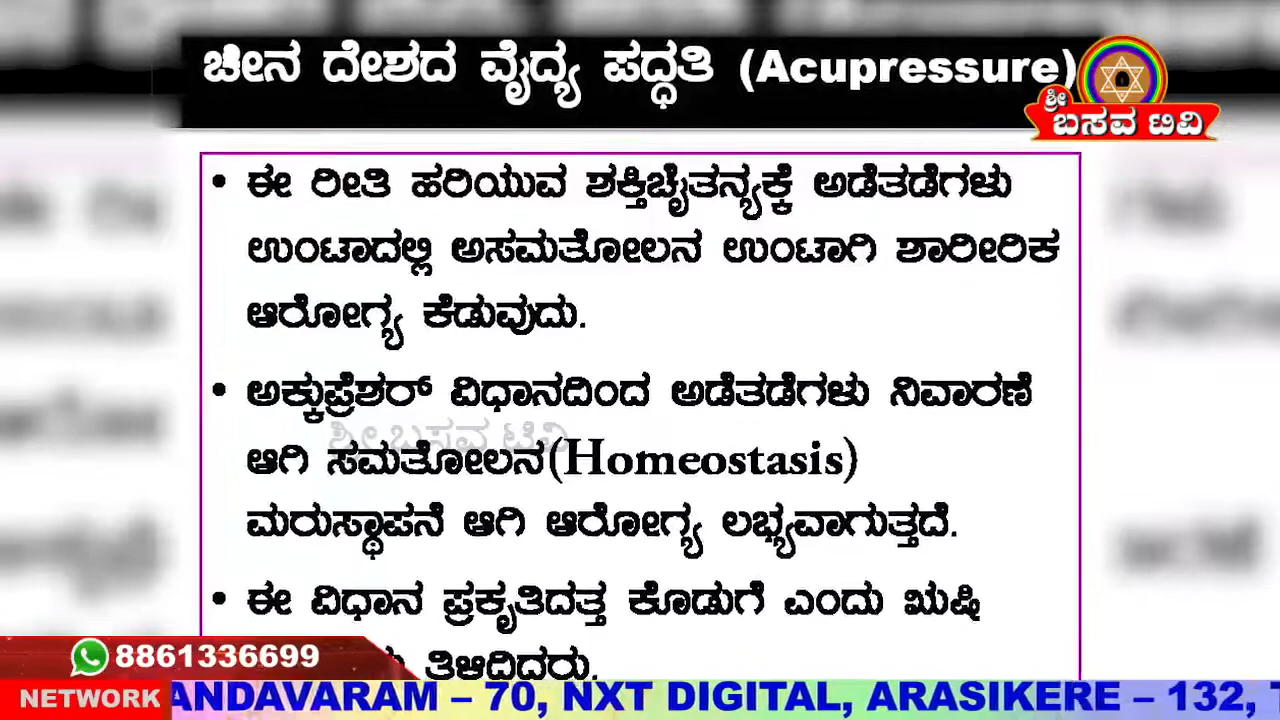 ಚೀನ ದೇಶದ ವೈದ್ಯ ಪದ್ಧತಿ (Acupressure)
ಶ್ರೀ
ಬಸವ ಟಿವಿ
• ಈ ರೀತಿ ಹರಿಯುವ ಶಕ್ತಿಚೈತನ್ಯಕ್ಕೆ ಅಡೆತಡೆಗಳು
ಉಂಟಾದಲ್ಲಿ ಅಸಮತೋಲನ ಉಂಟಾಗಿ ಶಾರೀರಿಕ
ಆರೋಗ್ಯ ಕೆಡುವುದು.
• ಅಕ್ಕುಪ್ರೆಶರ್ ವಿಧಾನದಿಂದ ಅಡೆತಡೆಗಳು ನಿವಾರಣೆ
ಶ್ರೀ ಬಸವ ಟಿವಿ
ಆಗಿ ಸಮತೋಲನ(Homeostasis)
ಮರುಸ್ಥಾಪನೆ ಆಗಿ ಆರೋಗ್ಯ ಲಭ್ಯವಾಗುತ್ತದೆ.
• ಈ ವಿಧಾನ ಪ್ರಕೃತಿದತ್ತ ಕೊಡುಗೆ ಎಂದು ಋಷಿ
ತಿಳಿದಿದರು.
8861336699
NETWORK ANDAVARAM – 70, NXT DIGITAL, ARASIKERE – 132,